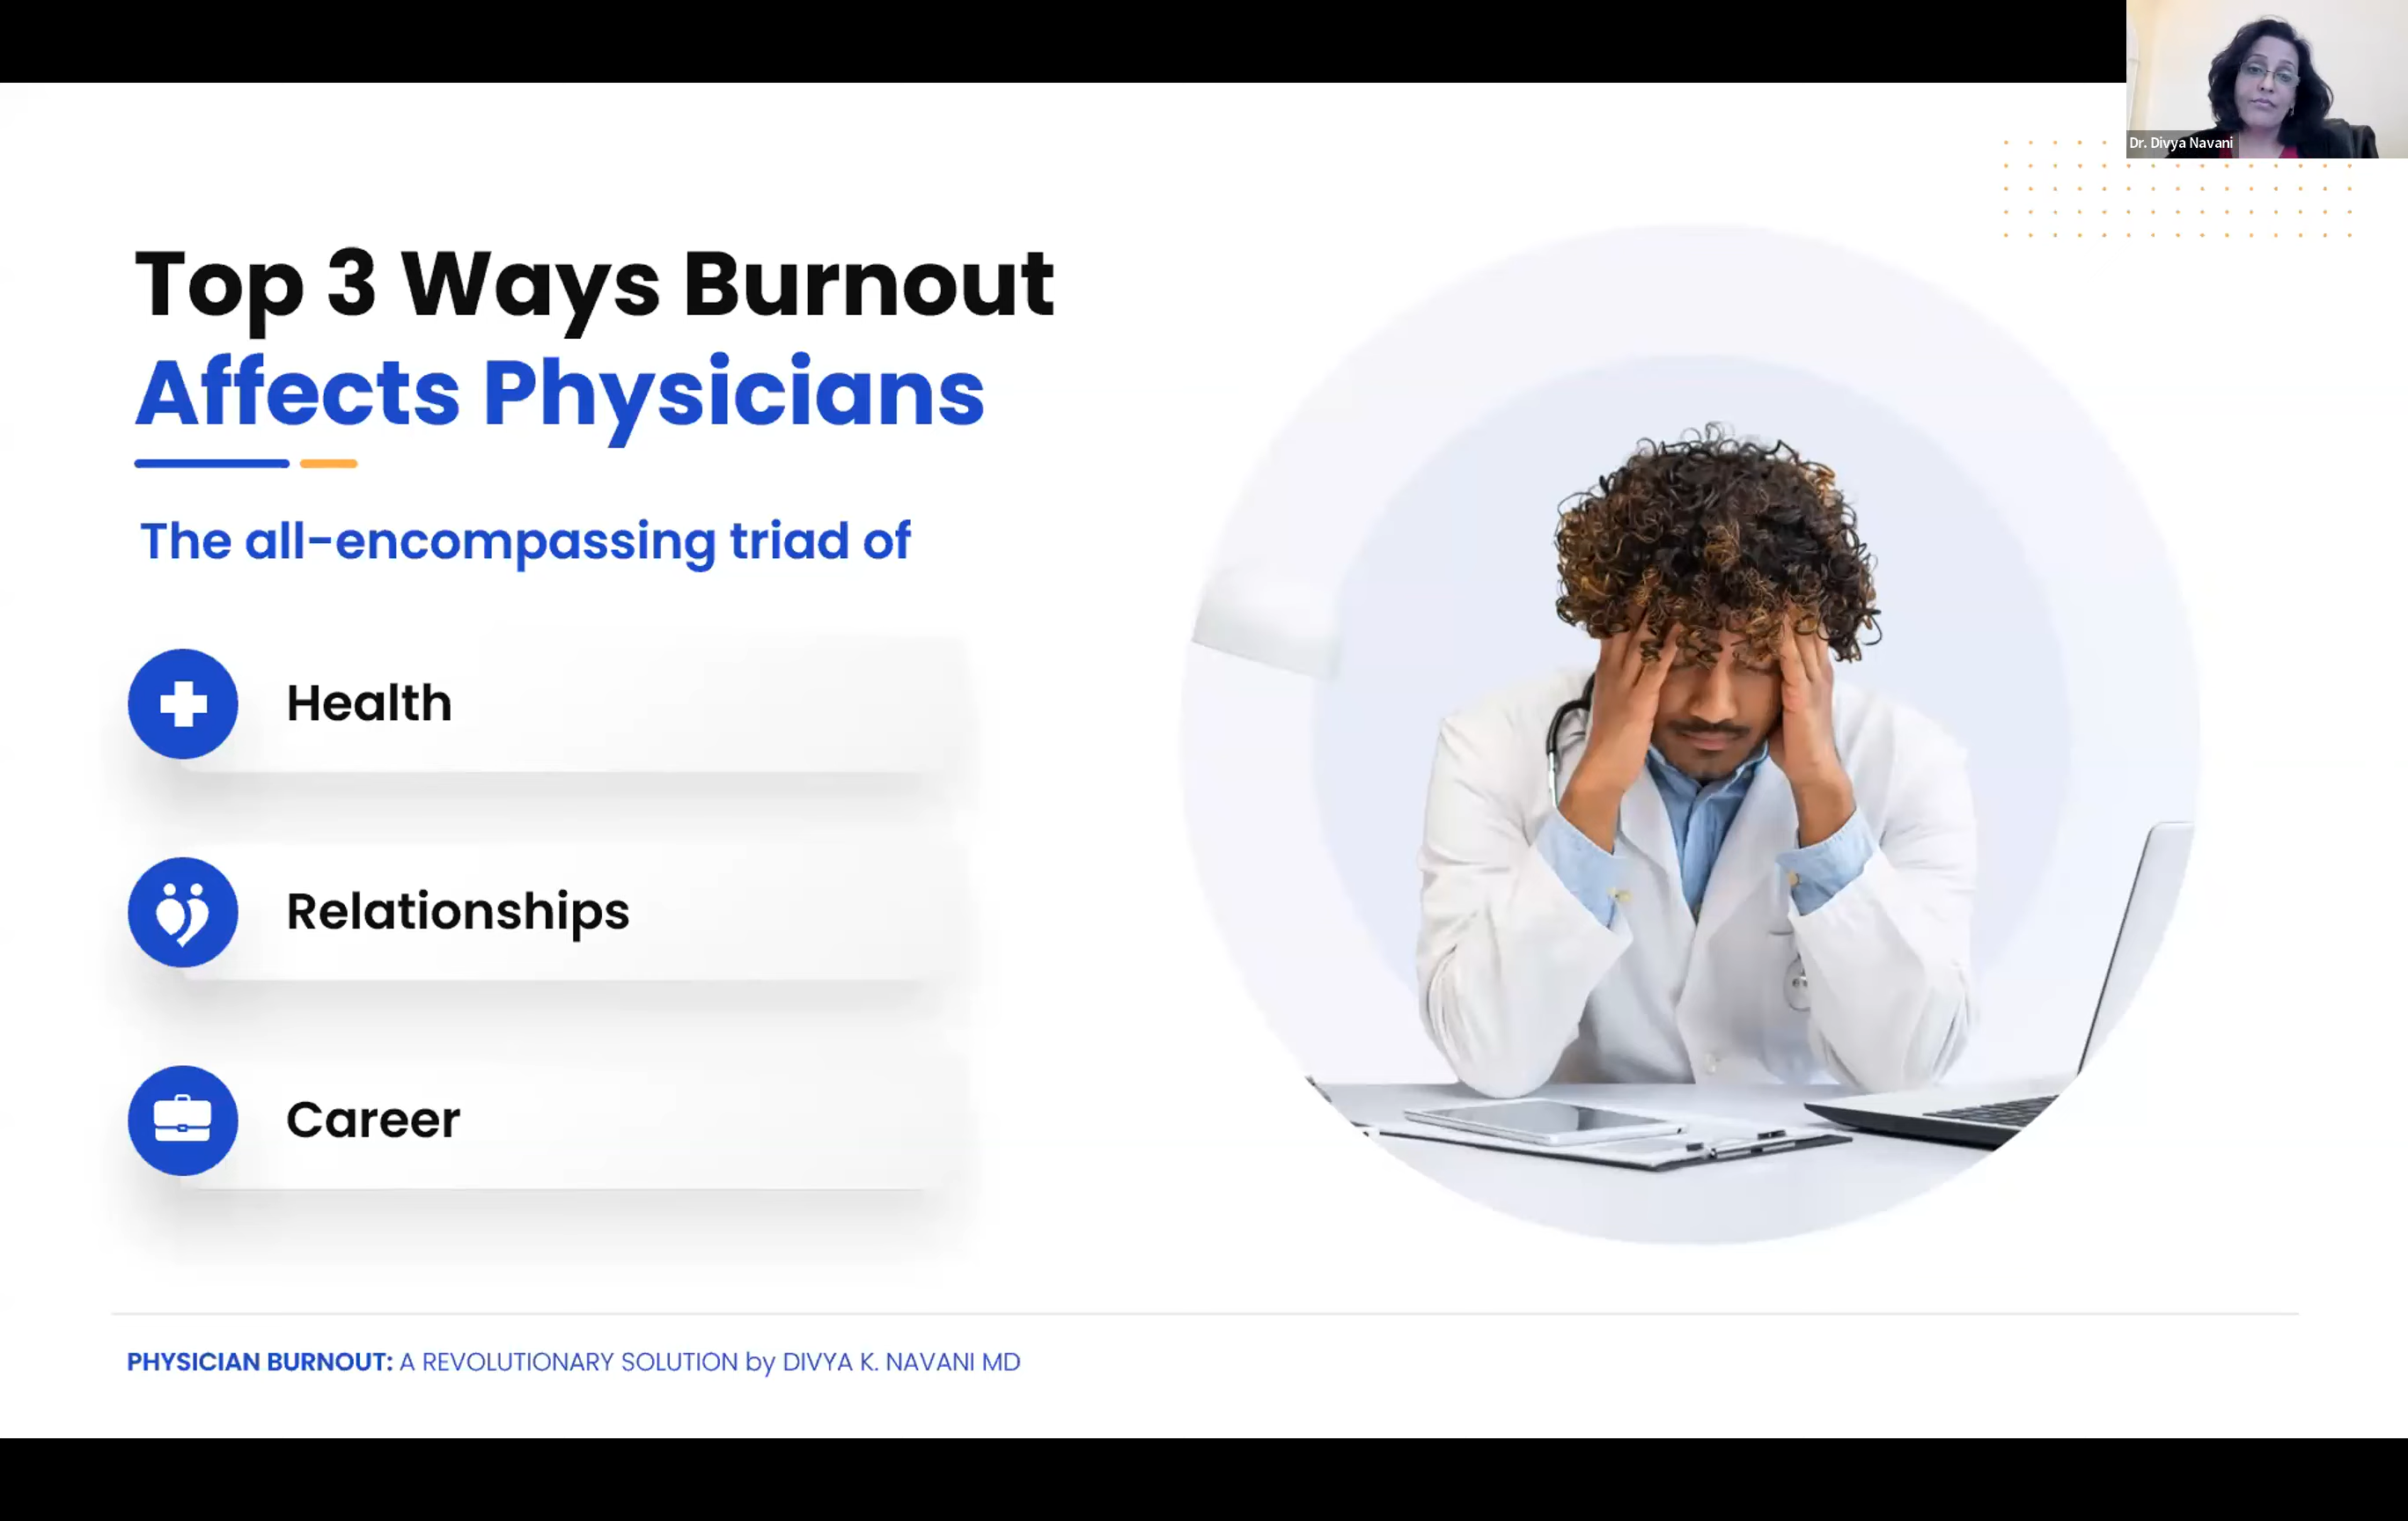 Dr. Divya Navani
Top 3 Ways Burnout
Affects Physicians
The all-encompassing triad of
Health
Relationships
Career
PHYSICIAN BURNOUT: A REVOLUTIONARY SOLUTION by DIVYA K. NAVANI MD